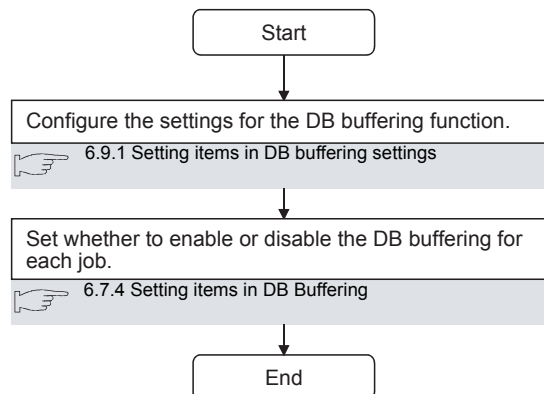 Start
Configure the settings for the DB buffering function.
6.9.1 Setting items in DB buffering settings
Set whether to enable or disable the DB buffering for
each job.
6.7.4 Setting items in DB Buffering
End